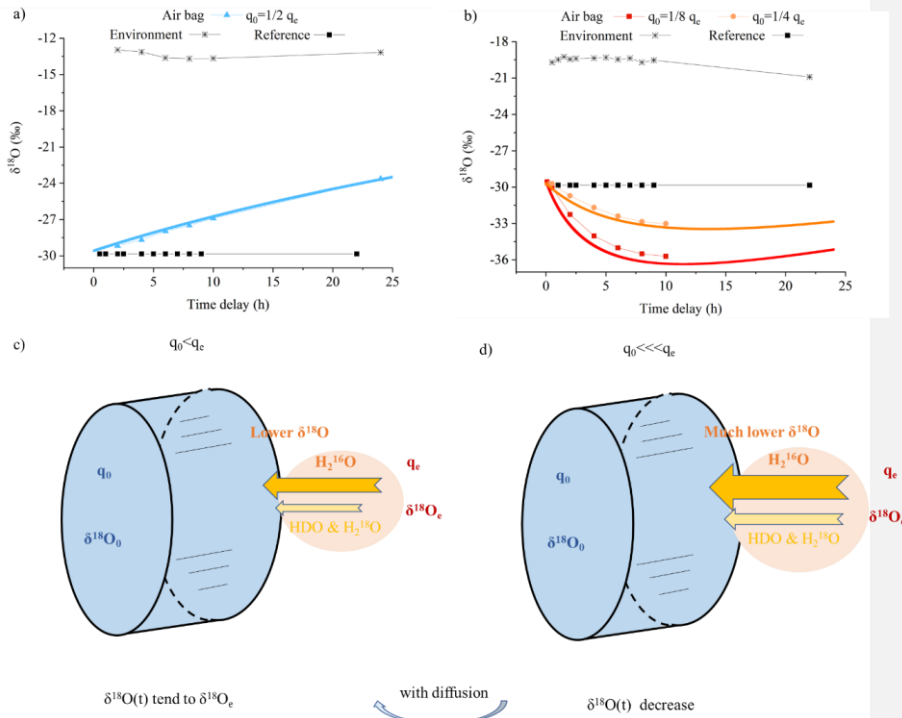 a)
Air bag q₀=1/2 qₑ
Environment Reference
-12
-15
-18
-21
-24
-27
-30
δ¹⁸O (‰)
0 5 10 15 20 25
Time delay (h)
b)
Air bag q₀=1/8 qₑ q₀=1/4 qₑ
Environment Reference
-18
-21
-24
-27
-30
-33
-36
δ¹⁸O (‰)
0 5 10 15 20 25
Time delay (h)
c)
q₀<qₑ
Lower δ¹⁸O
H₂¹⁶O
q₀
qₑ
δ¹⁸O₀
δ¹⁸Oₑ
HDO & H₂¹⁸O
δ¹⁸O(t) tend to δ¹⁸Oₑ
d)
q₀<<<qₑ
Much lower δ¹⁸O
H₂¹⁶O
q₀
qₑ
δ¹⁸O₀
δ¹⁸Oₑ
HDO & H₂¹⁸O
δ¹⁸O(t) decrease
with diffusion